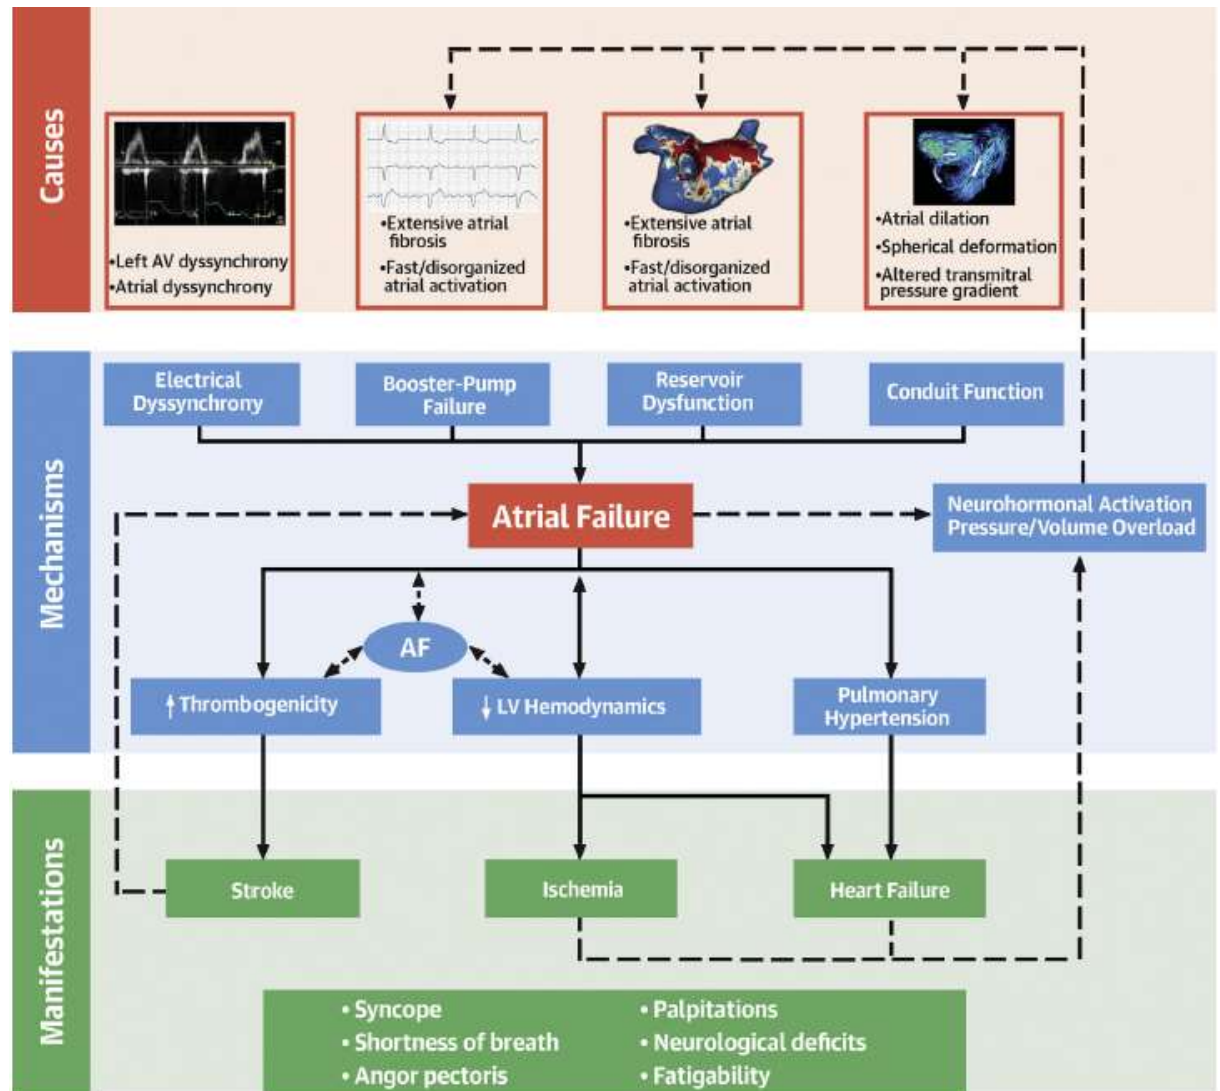 Causes
•Left AV dyssynchrony
•Atrial dyssynchrony
•Extensive atrial
fibrosis
•Fast/disorganized
atrial activation
•Extensive atrial
fibrosis
•Fast/disorganized
atrial activation
•Atrial dilation
•Spherical deformation
•Altered transmitral
pressure gradient
Mechanisms
Electrical
Dyssynchrony
Booster-Pump
Failure
Reservoir
Dysfunction
Conduit Function
Atrial Failure
Neurohormonal Activation
Pressure/Volume Overload
AF
↑ Thrombogenicity
↓ LV Hemodynamics
Pulmonary
Hypertension
Manifestations
Stroke
Ischemia
Heart Failure
• Syncope
• Shortness of breath
• Angor pectoris
• Palpitations
• Neurological deficits
• Fatigability